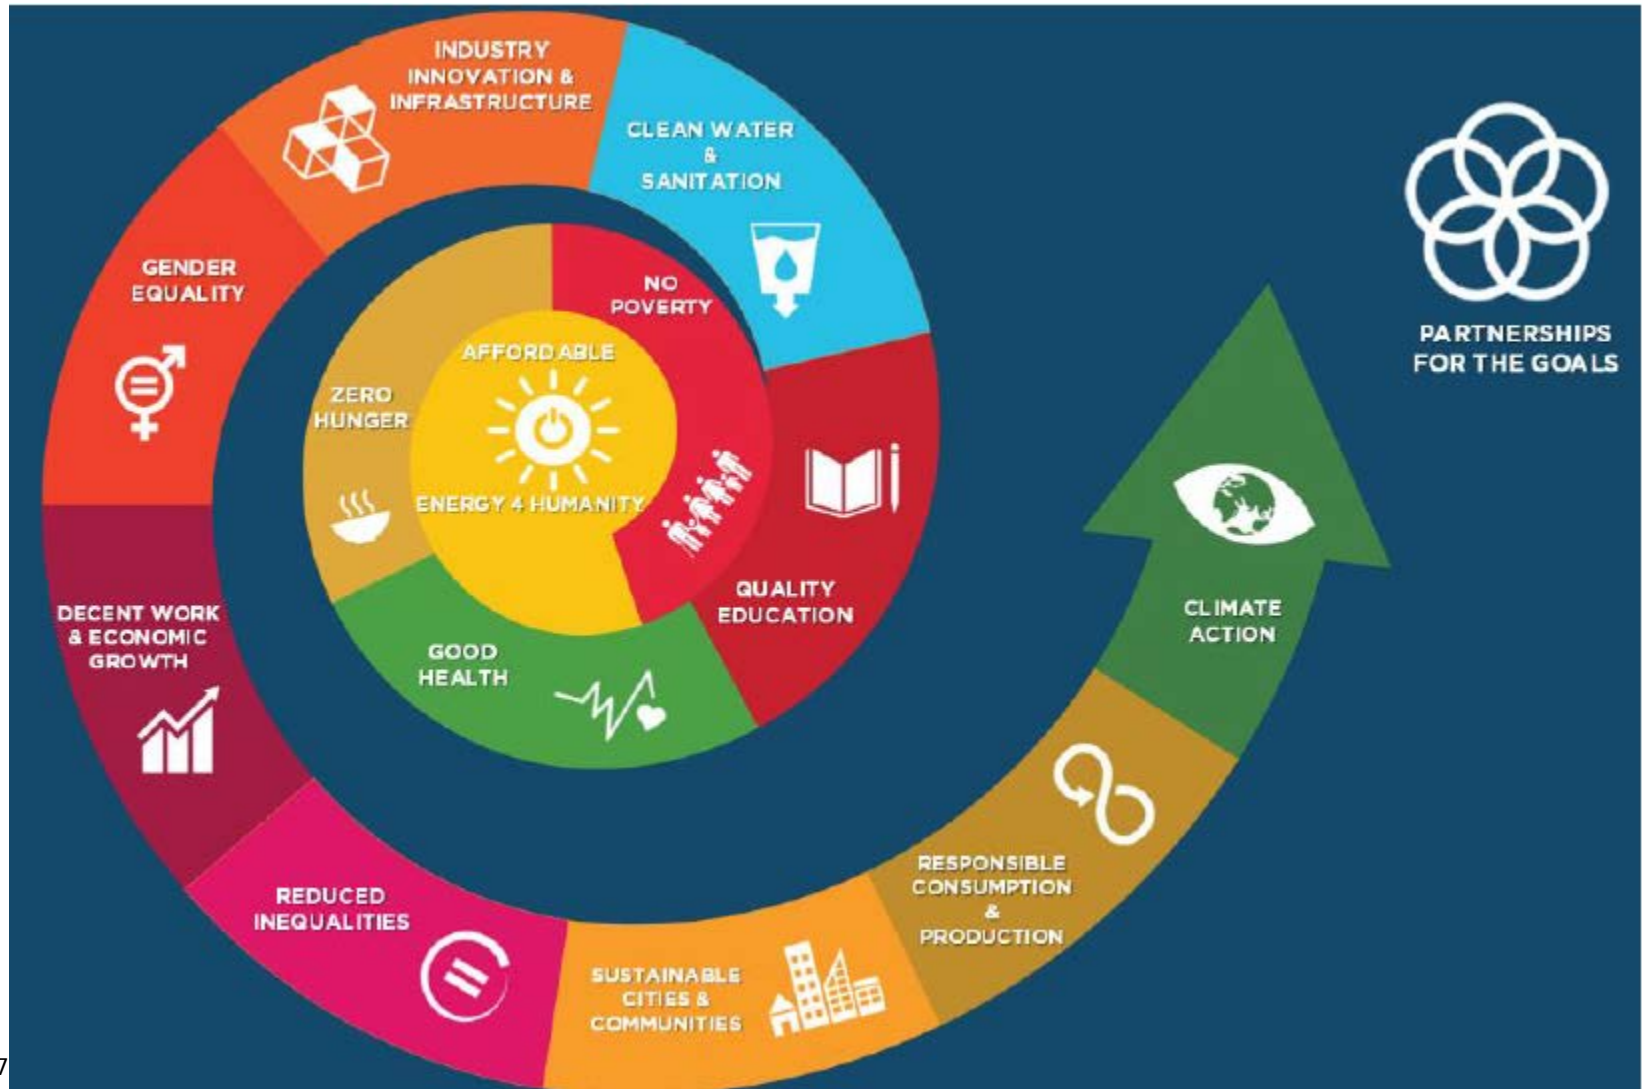 INDUSTRY
INNOVATION &
INFRASTRUCTURE
CLEAN WATER
&
SANITATION
GENDER
EQUALITY
NO
POVERTY
AFFORDABLE
ENERGY 4 HUMANITY
ZERO
HUNGER
PARTNERSHIPS
FOR THE GOALS
QUALITY
EDUCATION
DECENT WORK
& ECONOMIC
GROWTH
GOOD
HEALTH
CLIMATE
ACTION
REDUCED
INEQUALITIES
SUSTAINABLE
CITIES &
COMMUNITIES
RESPONSIBLE
CONSUMPTION
&
PRODUCTION
7